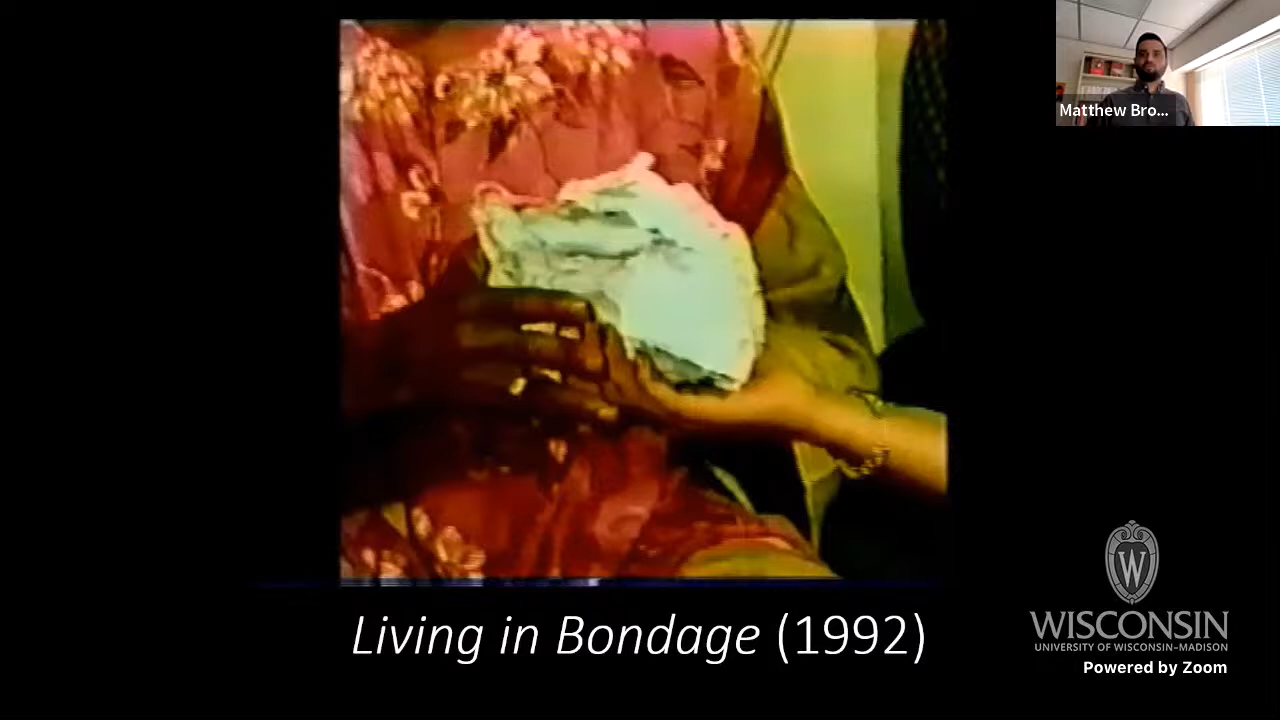 Matthew Bro...
Living in Bondage (1992)
W
WISCONSIN
UNIVERSITY OF WISCONSIN–MADISON
Powered by Zoom